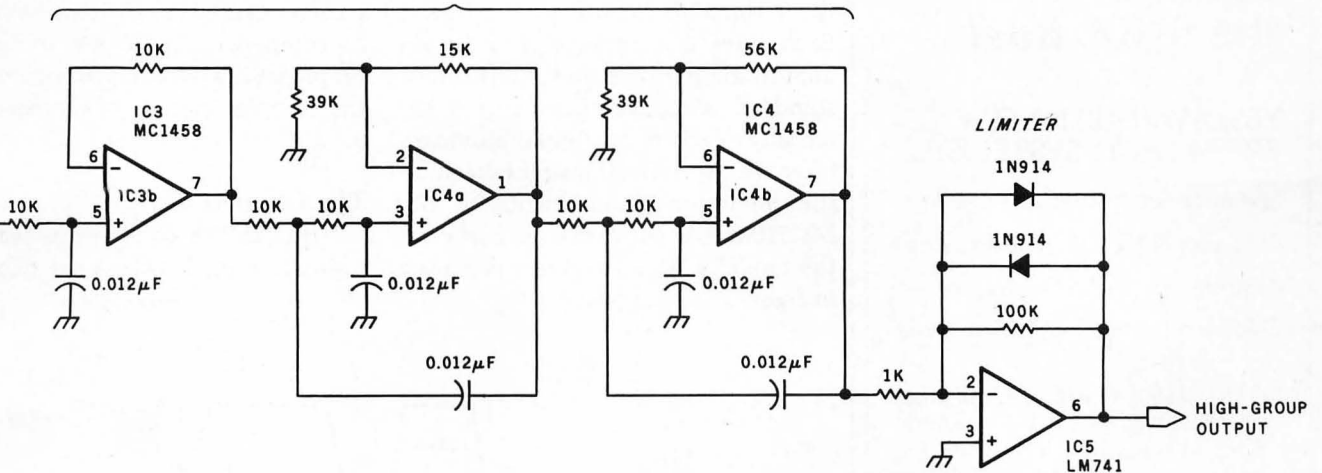 10K
IC3
MC1458
6
−
IC3b
7
10K
5
+
0.012µF
15K
39K
2
−
IC4a
1
10K
10K
3
+
0.012µF
0.012µF
56K
39K
IC4
MC1458
6
−
IC4b
7
10K
10K
5
+
0.012µF
0.012µF
LIMITER
1N914
1N914
100K
1K
2
−
6
3
+
IC5
LM741
HIGH-GROUP
OUTPUT